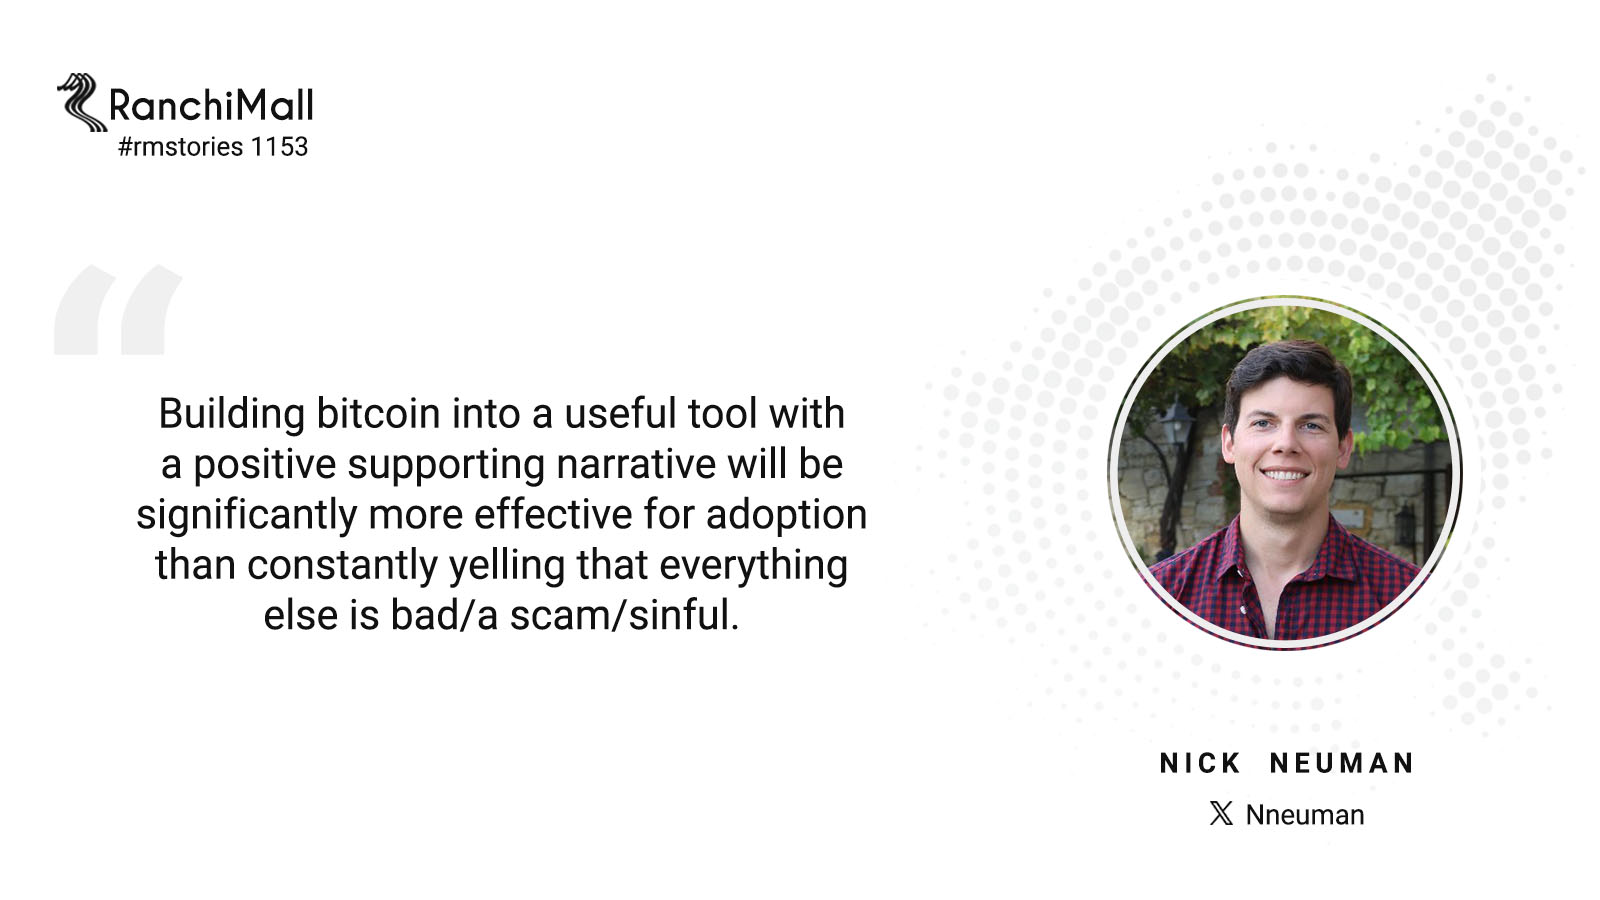 RanchiMall
#rmstories 1153
“
Building bitcoin into a useful tool with
a positive supporting narrative will be
significantly more effective for adoption
than constantly yelling that everything
else is bad/a scam/sinful.
NICK NEUMAN
X Nneuman